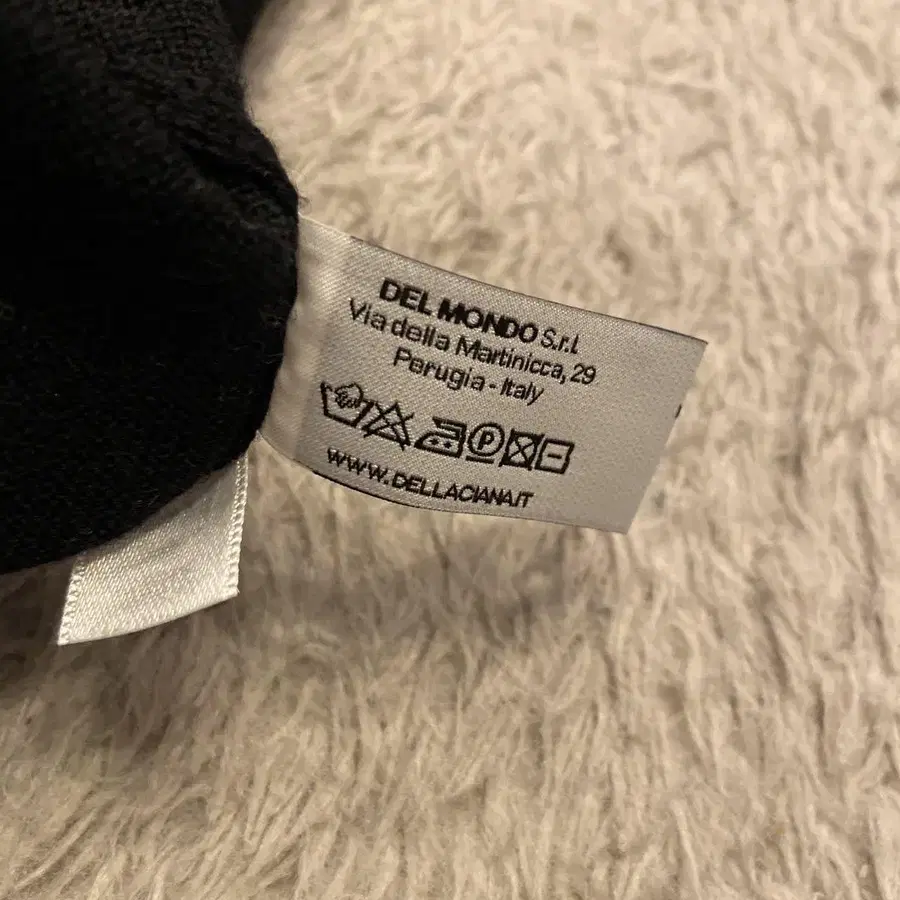 DEL MONDO S.r.l.
Via della Martinicca, 29
Perugia - Italy
P
WWW.DELLACIANA.IT